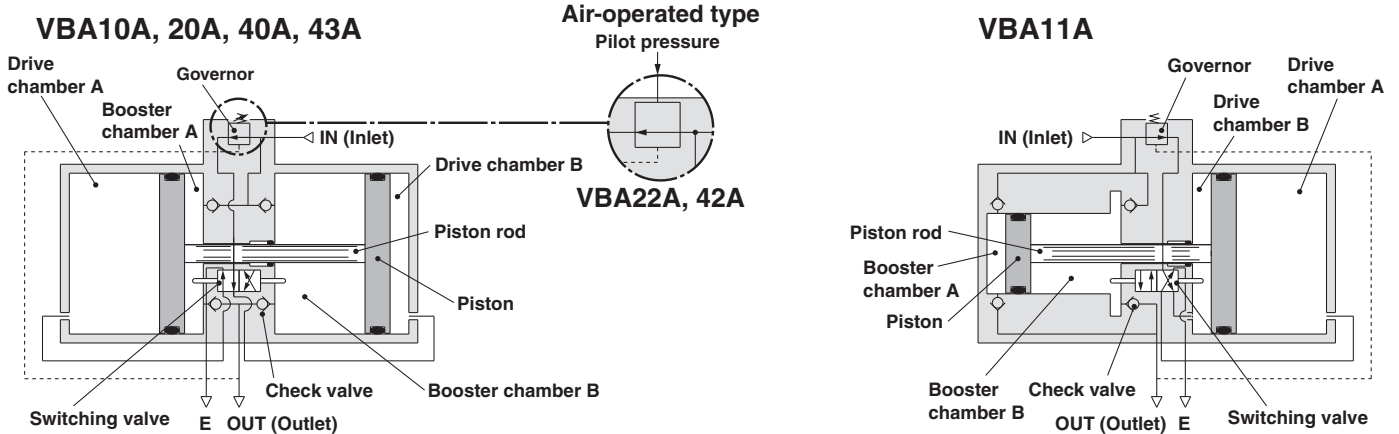 VBA10A, 20A, 40A, 43A
Drive
chamber A
Governor
Booster
chamber A
IN (Inlet)
Drive chamber B
Piston rod
Piston
Booster chamber B
Check valve
Switching valve
E
OUT (Outlet)
Air-operated type
Pilot pressure
VBA22A, 42A
VBA11A
Governor
Drive
chamber A
Drive
chamber B
IN (Inlet)
Piston rod
Booster
chamber A
Piston
Booster
chamber B
Check valve
OUT (Outlet)
E
Switching valve